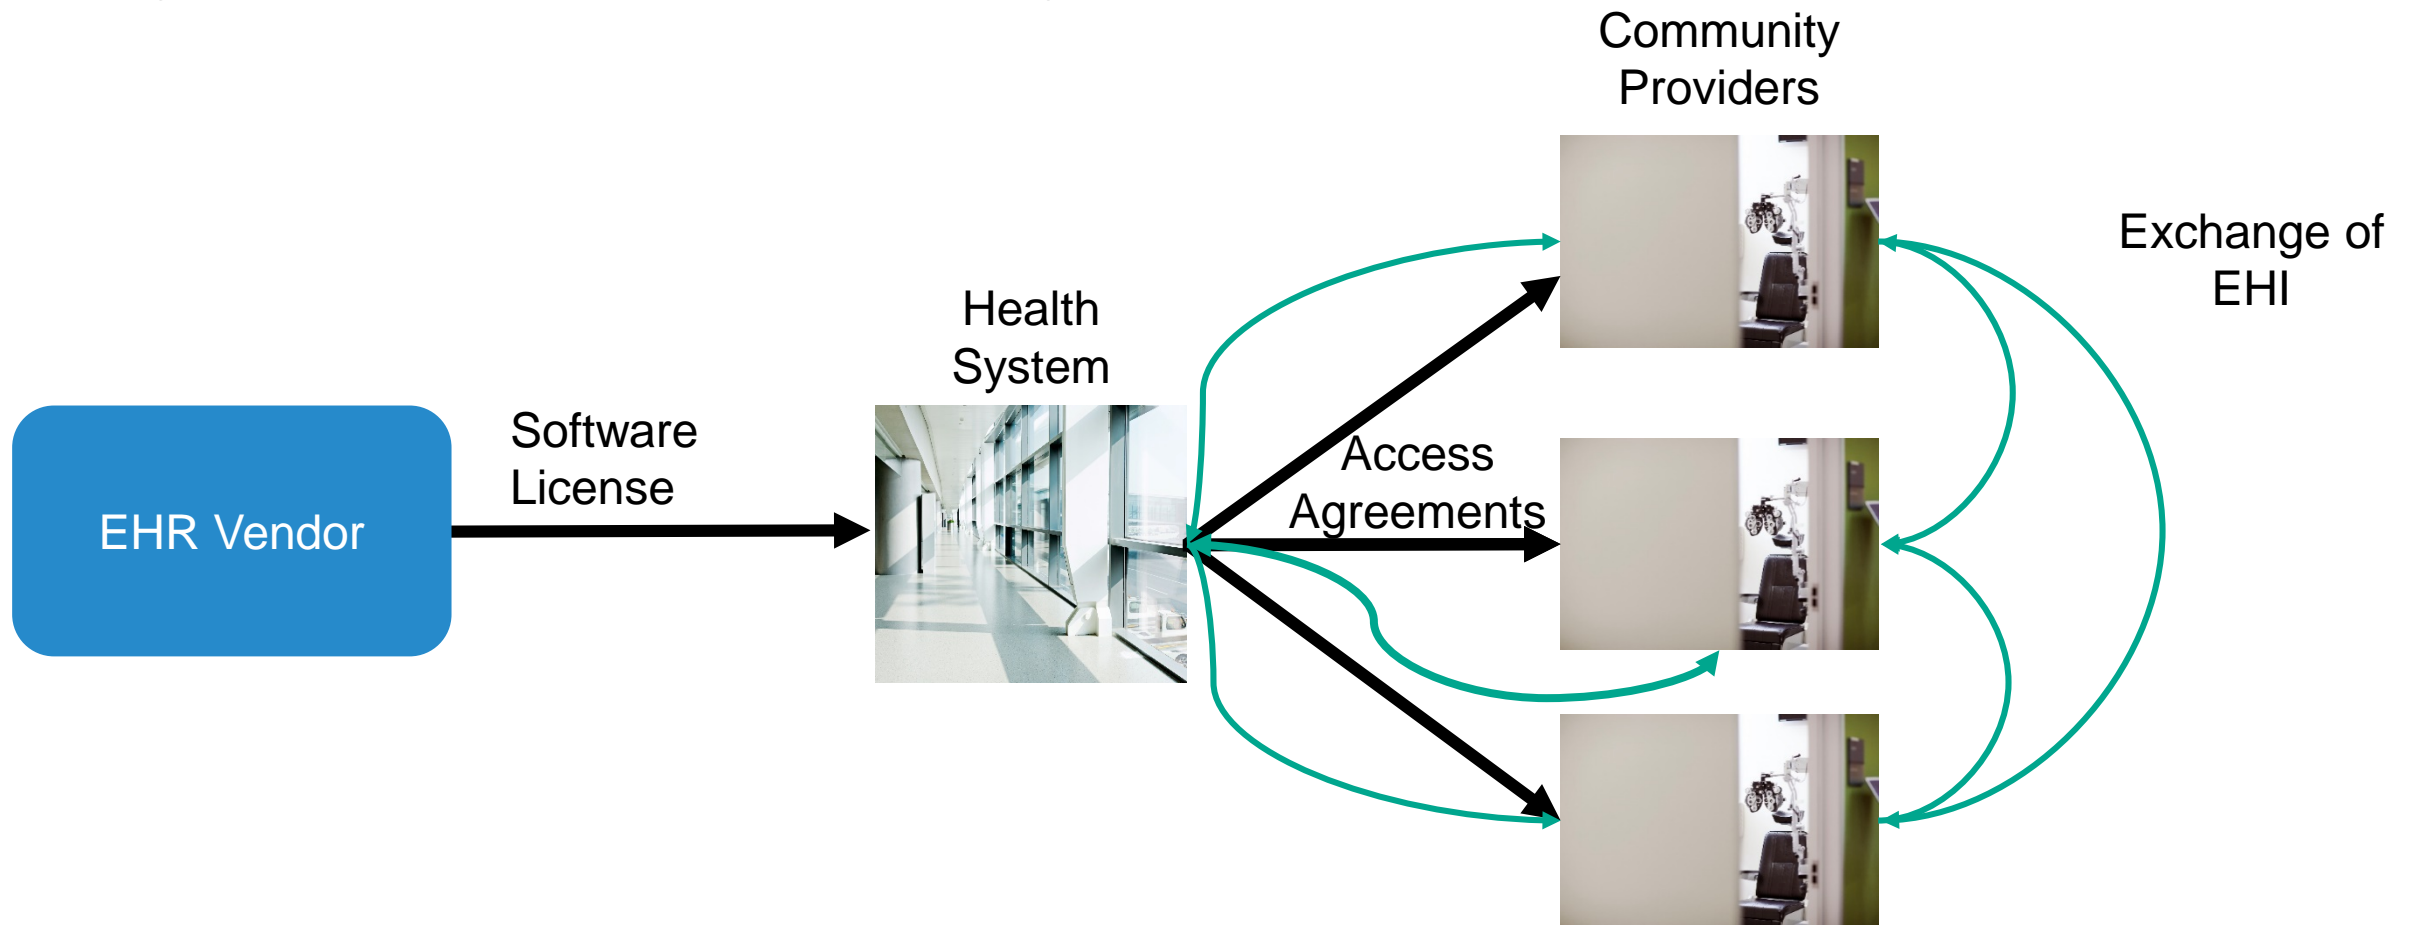 Community
Providers
Exchange of
EHI
Health
System
Software
License
Access
Agreements
EHR Vendor